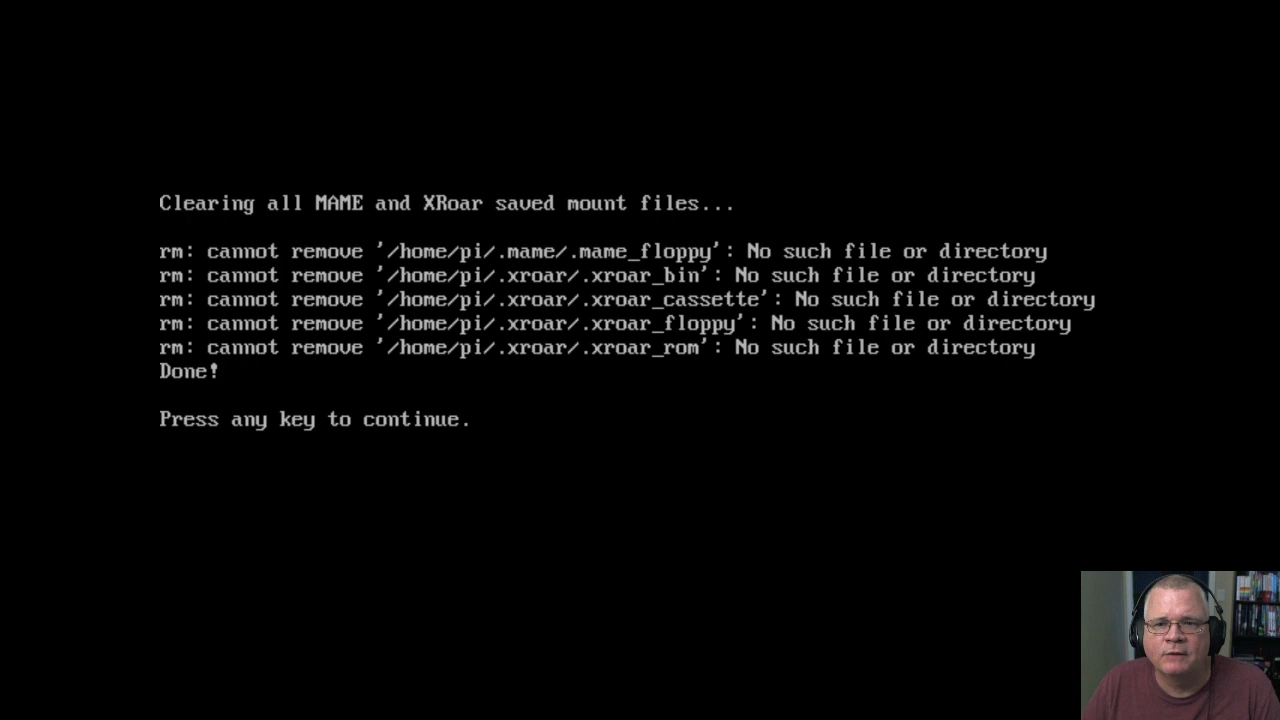 Clearing all MAME and XRoar saved mount files...
rm: cannot remove '/home/pi/.mame/.mame_floppy': No such file or directory
rm: cannot remove '/home/pi/.xroar/.xroar_bin': No such file or directory
rm: cannot remove '/home/pi/.xroar/.xroar_cassette': No such file or directory
rm: cannot remove '/home/pi/.xroar/.xroar_floppy': No such file or directory
rm: cannot remove '/home/pi/.xroar/.xroar_rom': No such file or directory
Done!
Press any key to continue.